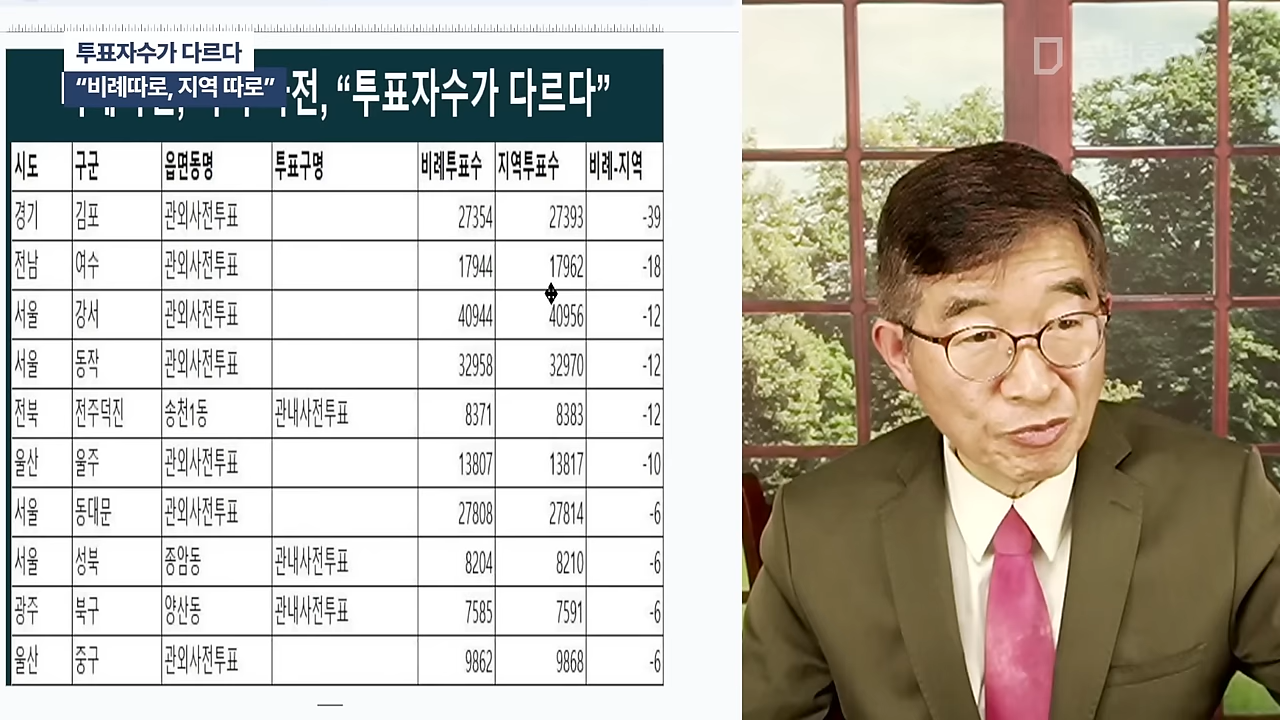 투표자수가 다르다
“비례따로, 지역 따로”
사전, “투표자수가 다르다”
시도 구군 읍면동명 투표구명 비례투표수 지역투표수 비례-지역
경기 김포 관외사전투표 27354 27393 -39
전남 여수 관외사전투표 17944 17962 -18
서울 강서 관외사전투표 40944 40956 -12
서울 동작 관외사전투표 32958 32970 -12
전북 전주덕진 송천1동 관내사전투표 8371 8383 -12
울산 울주 관외사전투표 13807 13817 -10
서울 동대문 관외사전투표 27808 27814 -6
서울 성북 종암동 관내사전투표 8204 8210 -6
광주 북구 양산동 관내사전투표 7585 7591 -6
울산 중구 관외사전투표 9862 9868 -6